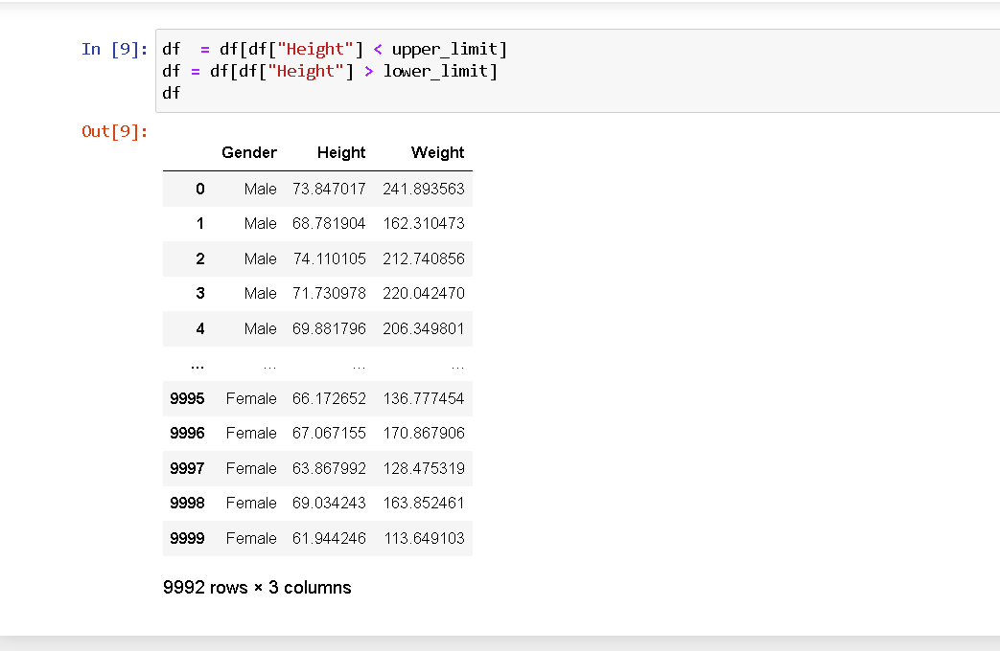 In [9]: df  = df[df["Height"] < upper_limit]
df = df[df["Height"] > lower_limit]
df
Out[9]:
Gender Height Weight
0 Male 73.847017 241.893563
1 Male 68.781904 162.310473
2 Male 74.110105 212.740856
3 Male 71.730978 220.042470
4 Male 69.881796 206.349801
... ... ... ...
9995 Female 66.172652 136.777454
9996 Female 67.067155 170.867906
9997 Female 63.867992 128.475319
9998 Female 69.034243 163.852461
9999 Female 61.944246 113.649103
9992 rows × 3 columns